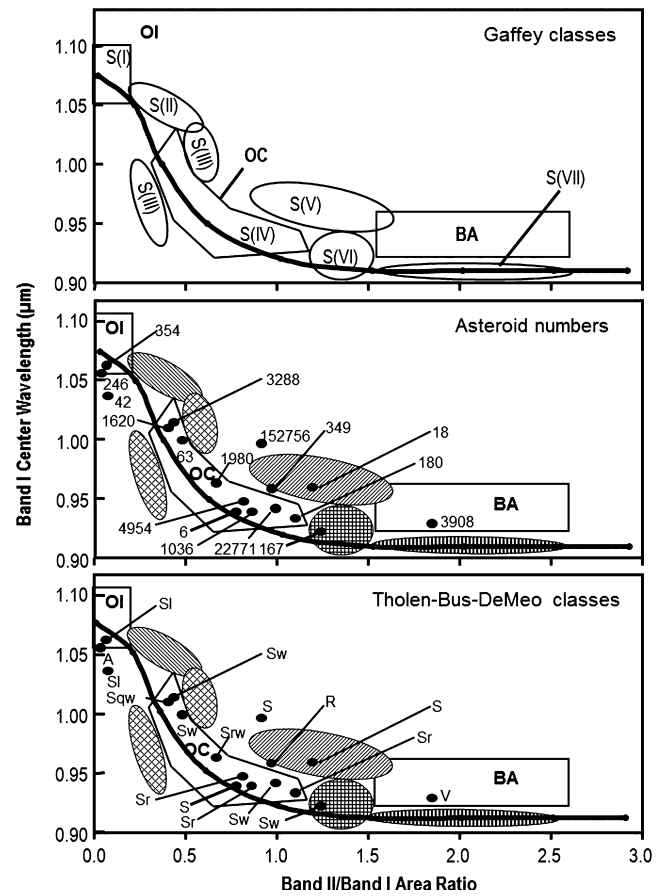 OI
Gaffey classes
1.10
S(I)
1.05
S(II)
S(III)
OC
1.00
S(III)
S(VII)
S(V)
0.95
S(IV)
BA
S(VI)
0.90
Band I Center Wavelength (µm)
1.10
OI
354
Asteroid numbers
1.05
246
3288
42
1620
1.00
152756
349
18
63
1980
OC
180
0.95
BA
4954
3908
6
1036
22771
167
0.90
1.10
OI
SI
Tholen-Bus-DeMeo classes
1.05
A
Sw
SI
Sqw
1.00
S
R
S
Sw
Srw
Sr
OC
0.95
BA
Sr
V
S
Sr
Sw
Sw
0.90
0.0 0.5 1.0 1.5 2.0 2.5 3.0
Band II/Band I Area Ratio